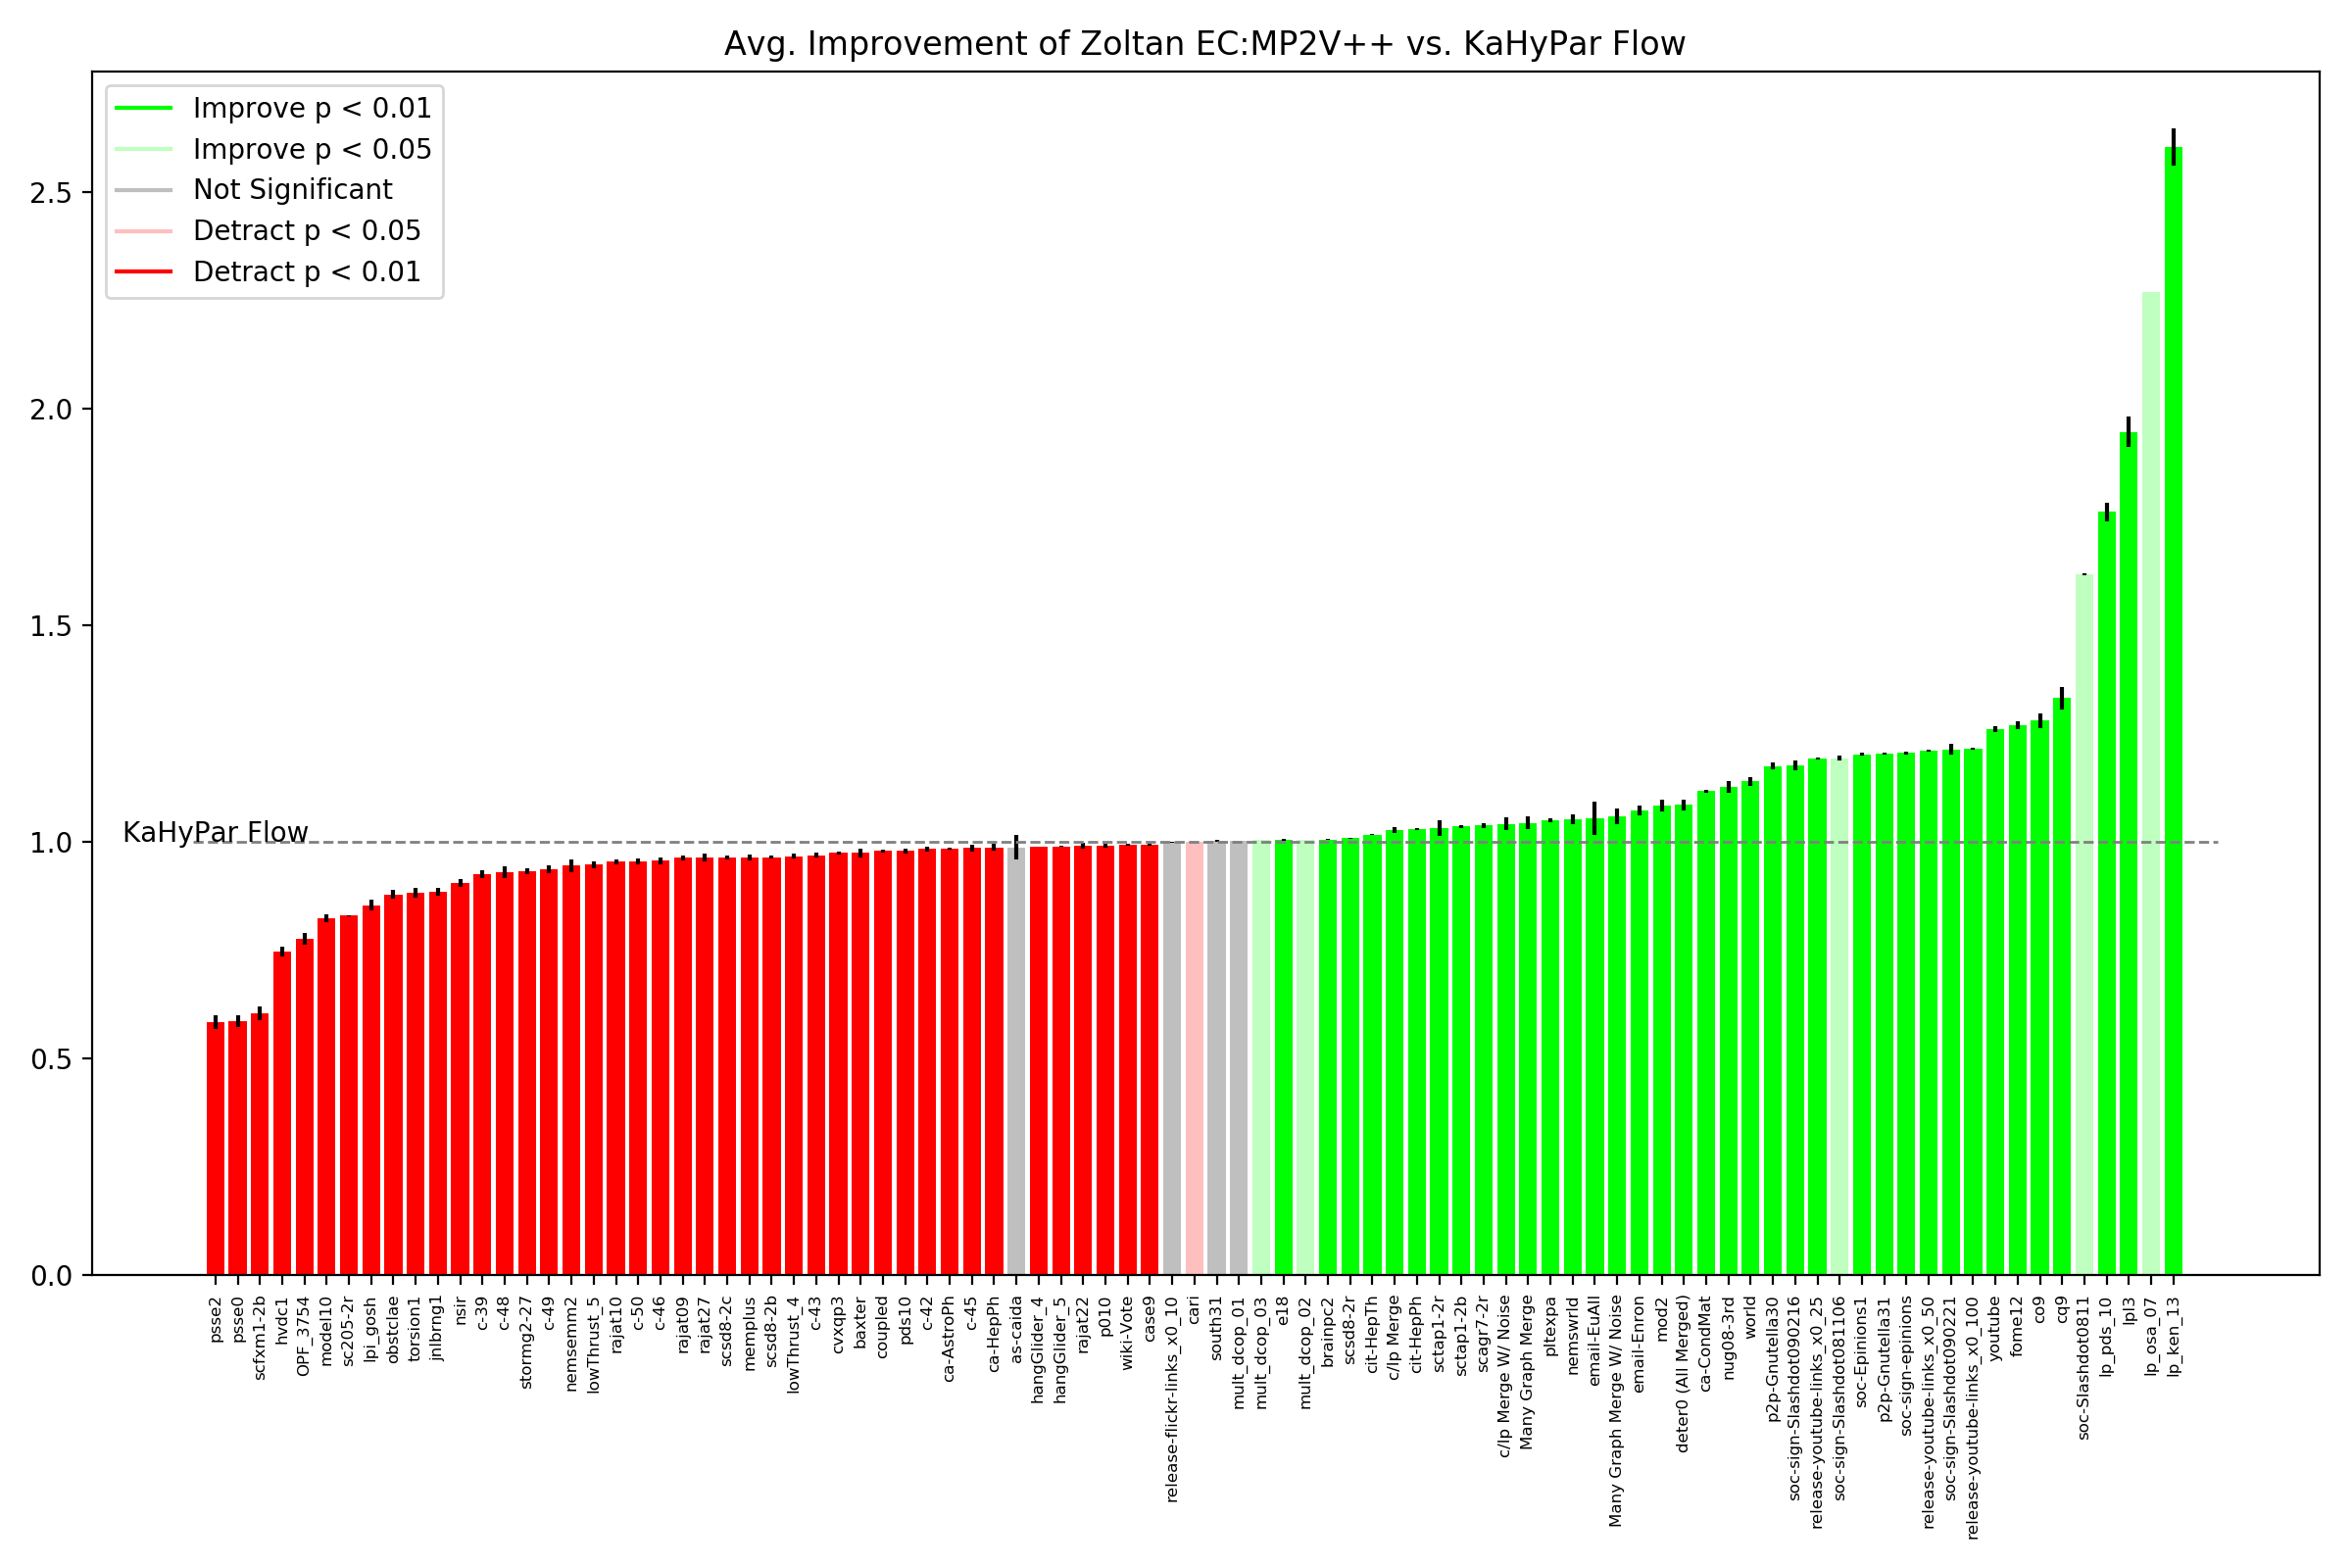 Avg. Improvement of Zoltan EC:MP2V++ vs. KaHyPar Flow
Improve p < 0.01
Improve p < 0.05
Not Significant
Detract p < 0.05
Detract p < 0.01
2.5
2.0
1.5
1.0
0.5
0.0
KaHyPar Flow
psse2
psse0
scfxm1-2b
hvdc1
OPF_3754
model10
sc205-2r
lpi_gosh
obstclae
torsion1
jnlbrng1
nsir
c-39
c-48
stormg2-27
c-49
nemsemm2
lowThrust_5
rajat10
c-50
c-46
rajat09
rajat27
scsd8-2c
memplus
scsd8-2b
lowThrust_4
c-43
cvxqp3
baxter
coupled
pds10
c-42
ca-AstroPh
c-45
ca-HepPh
as-caida
hangGlider_4
hangGlider_5
rajat22
p010
wiki-Vote
case9
release-flickr-links_x0_10
cari
south31
mult_dcop_01
mult_dcop_03
e18
mult_dcop_02
brainpc2
scsd8-2r
cit-HepTh
c/lp Merge
cit-HepPh
sctap1-2r
sctap1-2b
scagr7-2r
c/lp Merge W/ Noise
Many Graph Merge
pltexpa
nemswrld
email-EuAll
Many Graph Merge W/ Noise
email-Enron
mod2
deter0 (All Merged)
ca-CondMat
nug08-3rd
world
p2p-Gnutella30
soc-sign-Slashdot090216
release-youtube-links_x0_25
soc-sign-Slashdot081106
soc-Epinions1
p2p-Gnutella31
soc-sign-epinions
release-youtube-links_x0_50
soc-sign-Slashdot090221
release-youtube-links_x0_100
youtube
fome12
co9
cq9
soc-Slashdot0811
lp_pds_10
lpl3
lp_osa_07
lp_ken_13